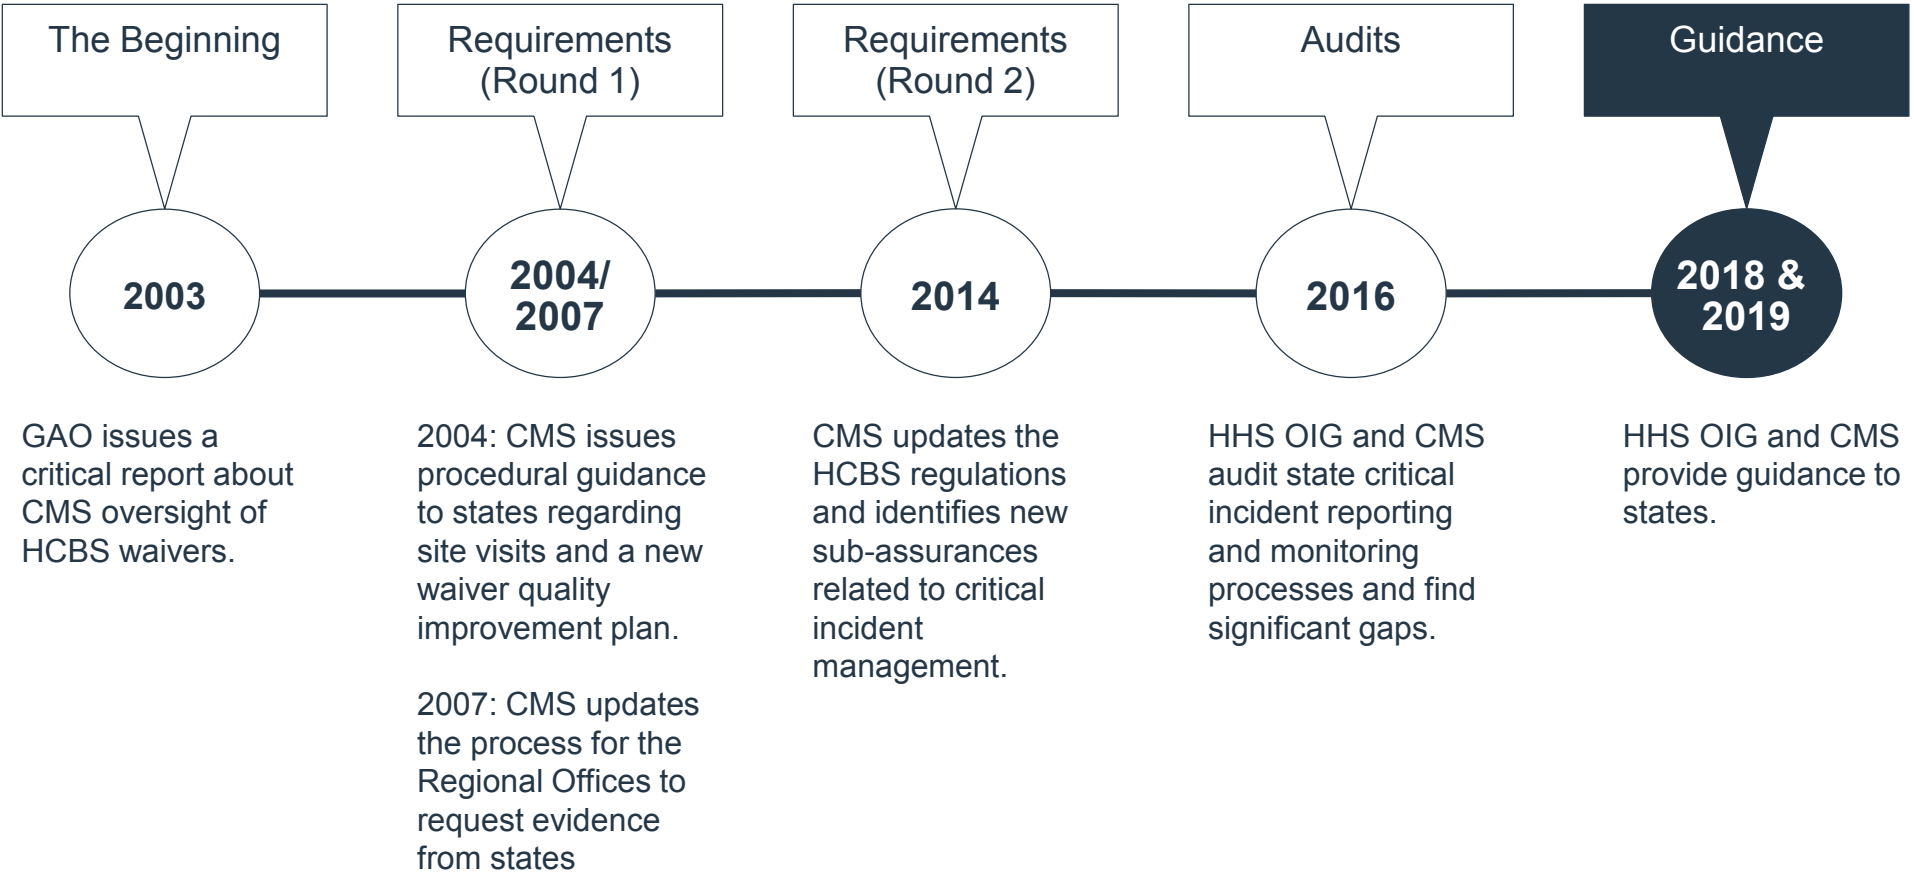 The Beginning
Requirements
(Round 1)
Requirements
(Round 2)
Audits
Guidance
2003
2004/
2007
2014
2016
2018 &
2019
GAO issues a
critical report about
CMS oversight of
HCBS waivers.
2004: CMS issues
procedural guidance
to states regarding
site visits and a new
waiver quality
improvement plan.
2007: CMS updates
the process for the
Regional Offices to
request evidence
from states
CMS updates the
HCBS regulations
and identifies new
sub-assurances
related to critical
incident
management.
HHS OIG and CMS
audit state critical
incident reporting
and monitoring
processes and find
significant gaps.
HHS OIG and CMS
provide guidance to
states.